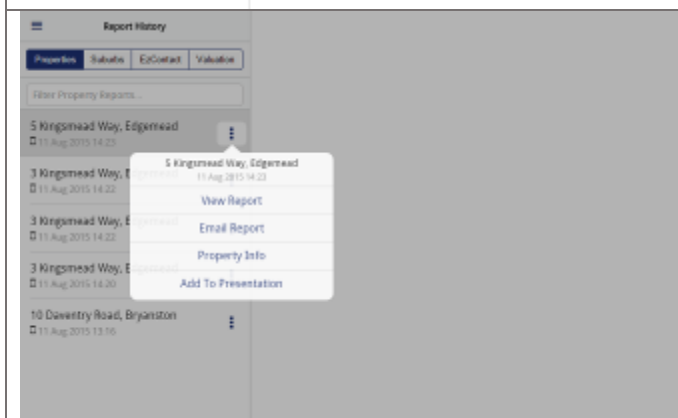 Report History
Properties Suburbs EzContact Valuation
Filter Property Reports...
5 Kingsmead Way, Edgemead
11 Aug 2015 14:23
5 Kingsmead Way, Edgemead
11 Aug 2015 14:23
View Report
Email Report
Property Info
Add To Presentation
3 Kingsmead Way, E
11 Aug 2015 14:22
3 Kingsmead Way, E
11 Aug 2015 14:22
3 Kingsmead Way, E
11 Aug 2015 14:20
10 Daventry Road, Bryanston
11 Aug 2015 13:16